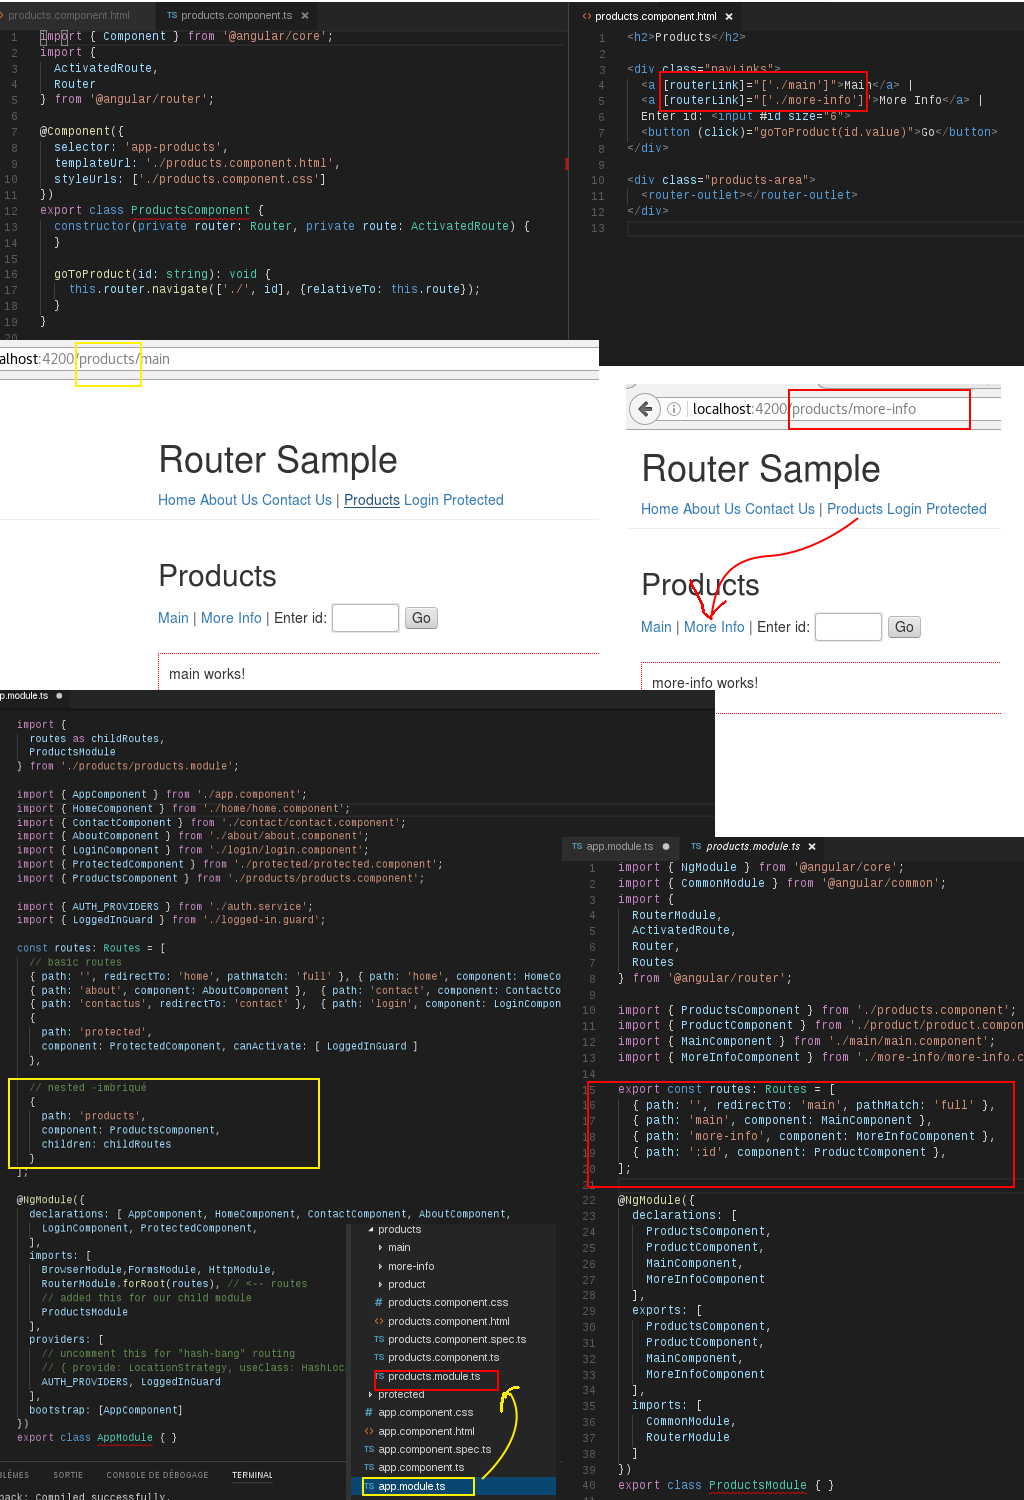 products.component.html
TS products.component.ts ×
1 import { Component } from '@angular/core';
2 import {
3 ActivatedRoute,
4 Router
5 } from '@angular/router';
6
7 @Component({
8 selector: 'app-products',
9 templateUrl: './products.component.html',
10 styleUrls: ['./products.component.css']
11 })
12 export class ProductsComponent {
13 constructor(private router: Router, private route: ActivatedRoute) {
14 }
15
16 goToProduct(id: string): void {
17 this.router.navigate(['./', id], {relativeTo: this.route});
18 }
19 }
20
<> products.component.html ×
1 <h2>Products</h2>
2
3 <div class="navLinks">
4 <a [routerLink]="['./main']">Main</a> |
5 <a [routerLink]="['./more-info']">More Info</a> |
6 Enter id: <input #id size="6">
7 <button (click)="goToProduct(id.value)">Go</button>
8 </div>
9
10 <div class="products-area">
11 <router-outlet></router-outlet>
12 </div>
13
alhost:4200/products/main
Router Sample
Home About Us Contact Us | Products Login Protected
Products
Main | More Info | Enter id: Go
main works!
localhost:4200/products/more-info
Router Sample
Home About Us Contact Us | Products Login Protected
Products
Main | More Info | Enter id: Go
more-info works!
p.module.ts
import {
routes as childRoutes,
ProductsModule
} from './products/products.module';
import { AppComponent } from './app.component';
import { HomeComponent } from './home/home.component';
import { ContactComponent } from './contact/contact.component';
import { AboutComponent } from './about/about.component';
import { LoginComponent } from './login/login.component';
import { ProtectedComponent } from './protected/protected.component';
import { ProductsComponent } from './products/products.component';
import { AUTH_PROVIDERS } from './auth.service';
import { LoggedInGuard } from './logged-in.guard';
const routes: Routes = [
// basic routes
{ path: '', redirectTo: 'home', pathMatch: 'full' }, { path: 'home', component: HomeCo
{ path: 'about', component: AboutComponent }, { path: 'contact', component: ContactCo
{ path: 'contactus', redirectTo: 'contact' }, { path: 'login', component: LoginCompon
{
path: 'protected',
component: ProtectedComponent, canActivate: [ LoggedInGuard ]
},
// nested -imbriqué
{
path: 'products',
component: ProductsComponent,
children: childRoutes
}
];
@NgModule({
declarations: [ AppComponent, HomeComponent, ContactComponent, AboutComponent,
LoginComponent, ProtectedComponent,
],
imports: [
BrowserModule,FormsModule, HttpModule,
RouterModule.forRoot(routes), // <-- routes
// added this for our child module
ProductsModule
],
providers: [
// uncomment this for "hash-bang" routing
// { provide: LocationStrategy, useClass: HashLoc
AUTH_PROVIDERS, LoggedInGuard
],
bootstrap: [AppComponent]
})
export class AppModule { }
BLÈMES SORTIE CONSOLE DE DÉBOGAGE TERMINAL
pack: Compiled successfully.
products
main
more-info
product
# products.component.css
<> products.component.html
TS products.component.spec.ts
TS products.component.ts
TS products.module.ts
protected
# app.component.css
<> app.component.html
TS app.component.spec.ts
TS app.component.ts
TS app.module.ts
TS app.module.ts
TS products.module.ts ×
1 import { NgModule } from '@angular/core';
2 import { CommonModule } from '@angular/common';
3 import {
4 RouterModule,
5 ActivatedRoute,
6 Router,
7 Routes
8 } from '@angular/router';
9
10 import { ProductsComponent } from './products.component';
11 import { ProductComponent } from './product/product.compon
12 import { MainComponent } from './main/main.component';
13 import { MoreInfoComponent } from './more-info/more-info.c
14
15 export const routes: Routes = [
16 { path: '', redirectTo: 'main', pathMatch: 'full' },
17 { path: 'main', component: MainComponent },
18 { path: 'more-info', component: MoreInfoComponent },
19 { path: ':id', component: ProductComponent },
20 ];
21
22 @NgModule({
23 declarations: [
24 ProductsComponent,
25 ProductComponent,
26 MainComponent,
27 MoreInfoComponent
28 ],
29 exports: [
30 ProductsComponent,
31 ProductComponent,
32 MainComponent,
33 MoreInfoComponent
34 ],
35 imports: [
36 CommonModule,
37 RouterModule
38 ]
39 })
40 export class ProductsModule { }
41